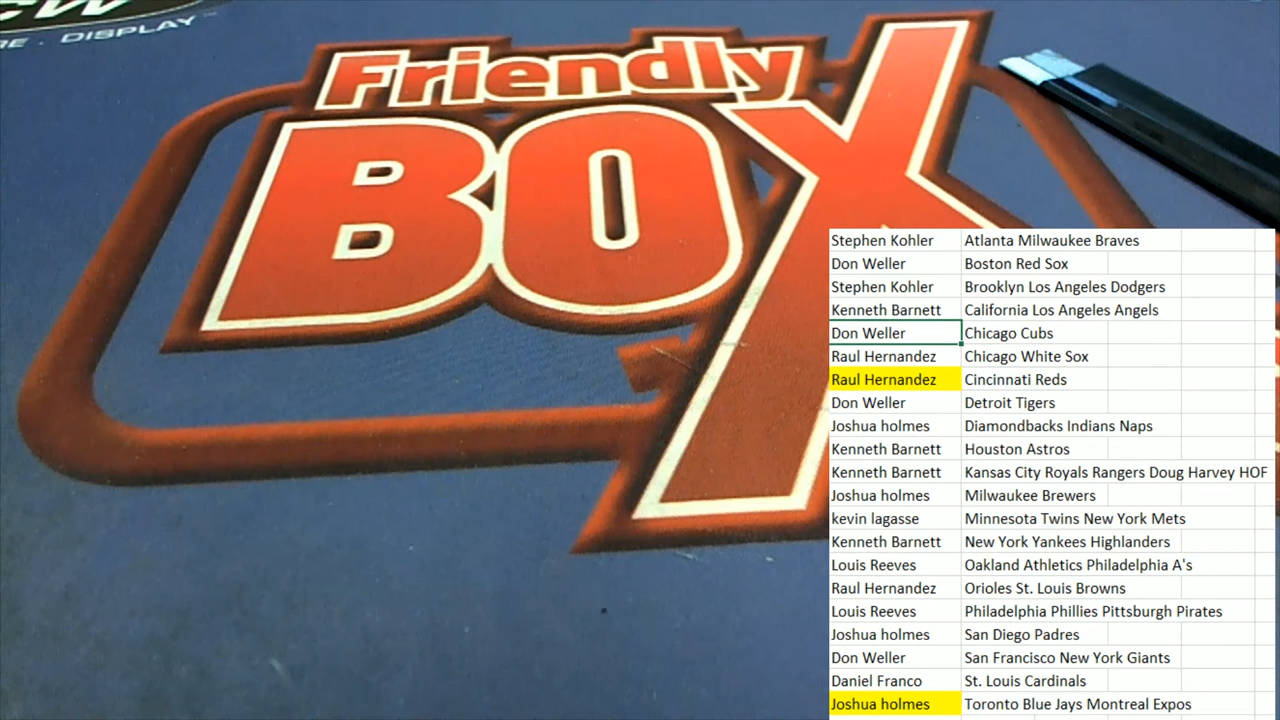 RE . DISPLAY™
Friendly
BOX
Stephen Kohler Atlanta Milwaukee Braves
Don Weller Boston Red Sox
Stephen Kohler Brooklyn Los Angeles Dodgers
Kenneth Barnett California Los Angeles Angels
Don Weller Chicago Cubs
Raul Hernandez Chicago White Sox
Raul Hernandez Cincinnati Reds
Don Weller Detroit Tigers
Joshua holmes Diamondbacks Indians Naps
Kenneth Barnett Houston Astros
Kenneth Barnett Kansas City Royals Rangers Doug Harvey HOF
Joshua holmes Milwaukee Brewers
kevin lagasse Minnesota Twins New York Mets
Kenneth Barnett New York Yankees Highlanders
Louis Reeves Oakland Athletics Philadelphia A's
Raul Hernandez Orioles St. Louis Browns
Louis Reeves Philadelphia Phillies Pittsburgh Pirates
Joshua holmes San Diego Padres
Don Weller San Francisco New York Giants
Daniel Franco St. Louis Cardinals
Joshua holmes Toronto Blue Jays Montreal Expos